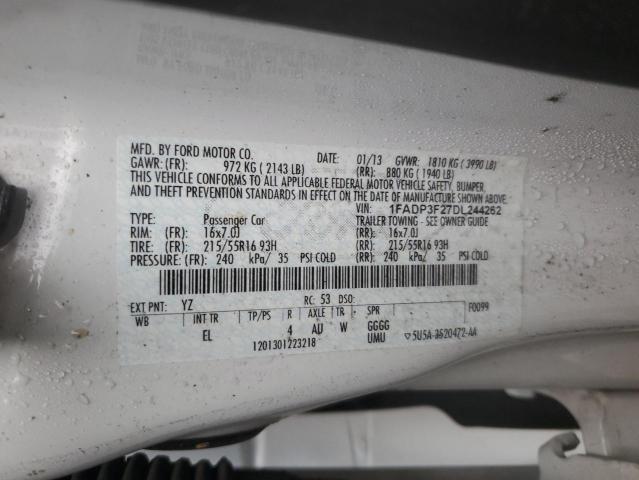 MFD. BY FORD MOTOR CO. DATE: 01/13 GVWR: 1810 KG ( 3990 LB)
GAWR: (FR) 972 KG ( 2143 LB) (RR): 880 KG ( 1940 LB)
THIS VEHICLE CONFORMS TO ALL APPLICABLE FEDERAL MOTOR VEHICLE SAFETY, BUMPER,
AND THEFT PREVENTION STANDARDS IN EFFECT ON THE DATE OF MANUFACTURE SHOWN ABOVE.
VIN: 1FADP3F27DL244262
TYPE: Passenger Car TRAILER TOWING - SEE OWNER GUIDE
RIM: (FR) 16x7.0J (RR): 16x7.0J
TIRE: (FR) 215/55R16 93H (RR): 215/55R16 93H
PRESSURE: (FR) 240 kPa/ 35 PSI COLD (RR): 240 kPa/ 35 PSI COLD
EXT PNT: YZ RC: 53 DSO: F0099
WB INT TR TP/PS R AXLE TR SPR
EL 4 AU W GGGG
UMU
1201301223218 5U5A-3520472-AA